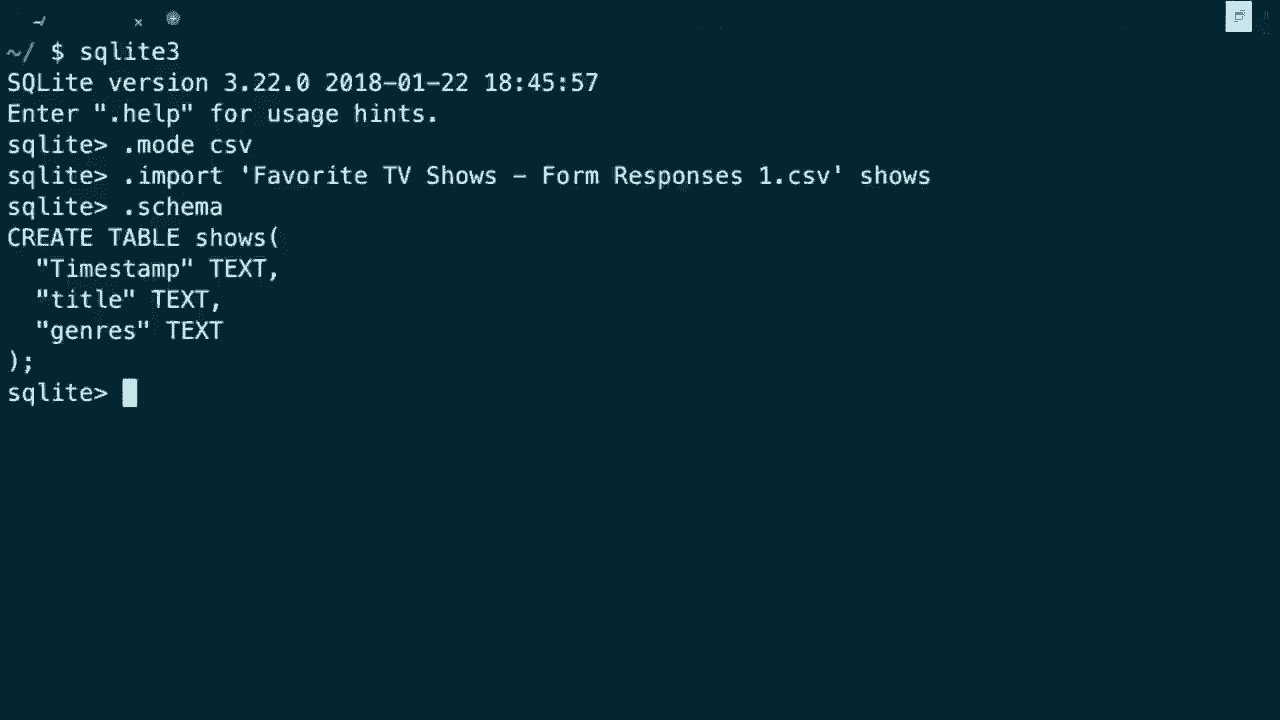 ~/ $ sqlite3
SQLite version 3.22.0 2018-01-22 18:45:57
Enter ".help" for usage hints.
sqlite> .mode csv
sqlite> .import 'Favorite TV Shows - Form Responses 1.csv' shows
sqlite> .schema
CREATE TABLE shows(
  "Timestamp" TEXT,
  "title" TEXT,
  "genres" TEXT
);
sqlite>